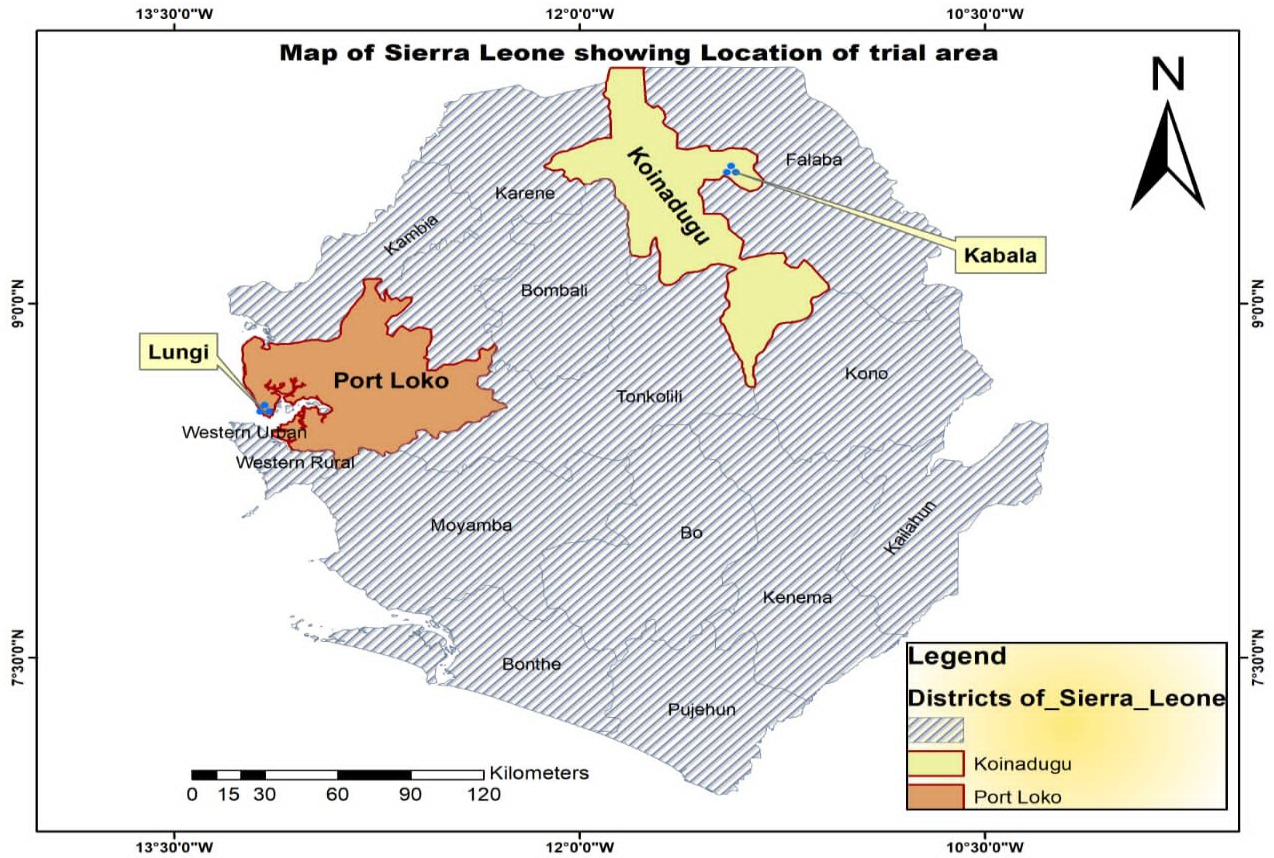 13°30'0"W 12°0'0"W 10°30'0"W
Map of Sierra Leone showing Location of trial area
N
Falaba
Koinadugu
Karene
Kambia
Kabala
Bombali
9°0'0"N 9°0'0"N
Lungi
Port Loko
Kono
Tonkolili
Western Urban
Western Rural
Moyamba
Bo
Kailahun
Kenema
7°30'0"N 7°30'0"N
Bonthe
Pujehun
Legend
Districts of_Sierra_Leone
Koinadugu
Port Loko
Kilometers
0 15 30 60 90 120
13°30'0"W 12°0'0"W 10°30'0"W